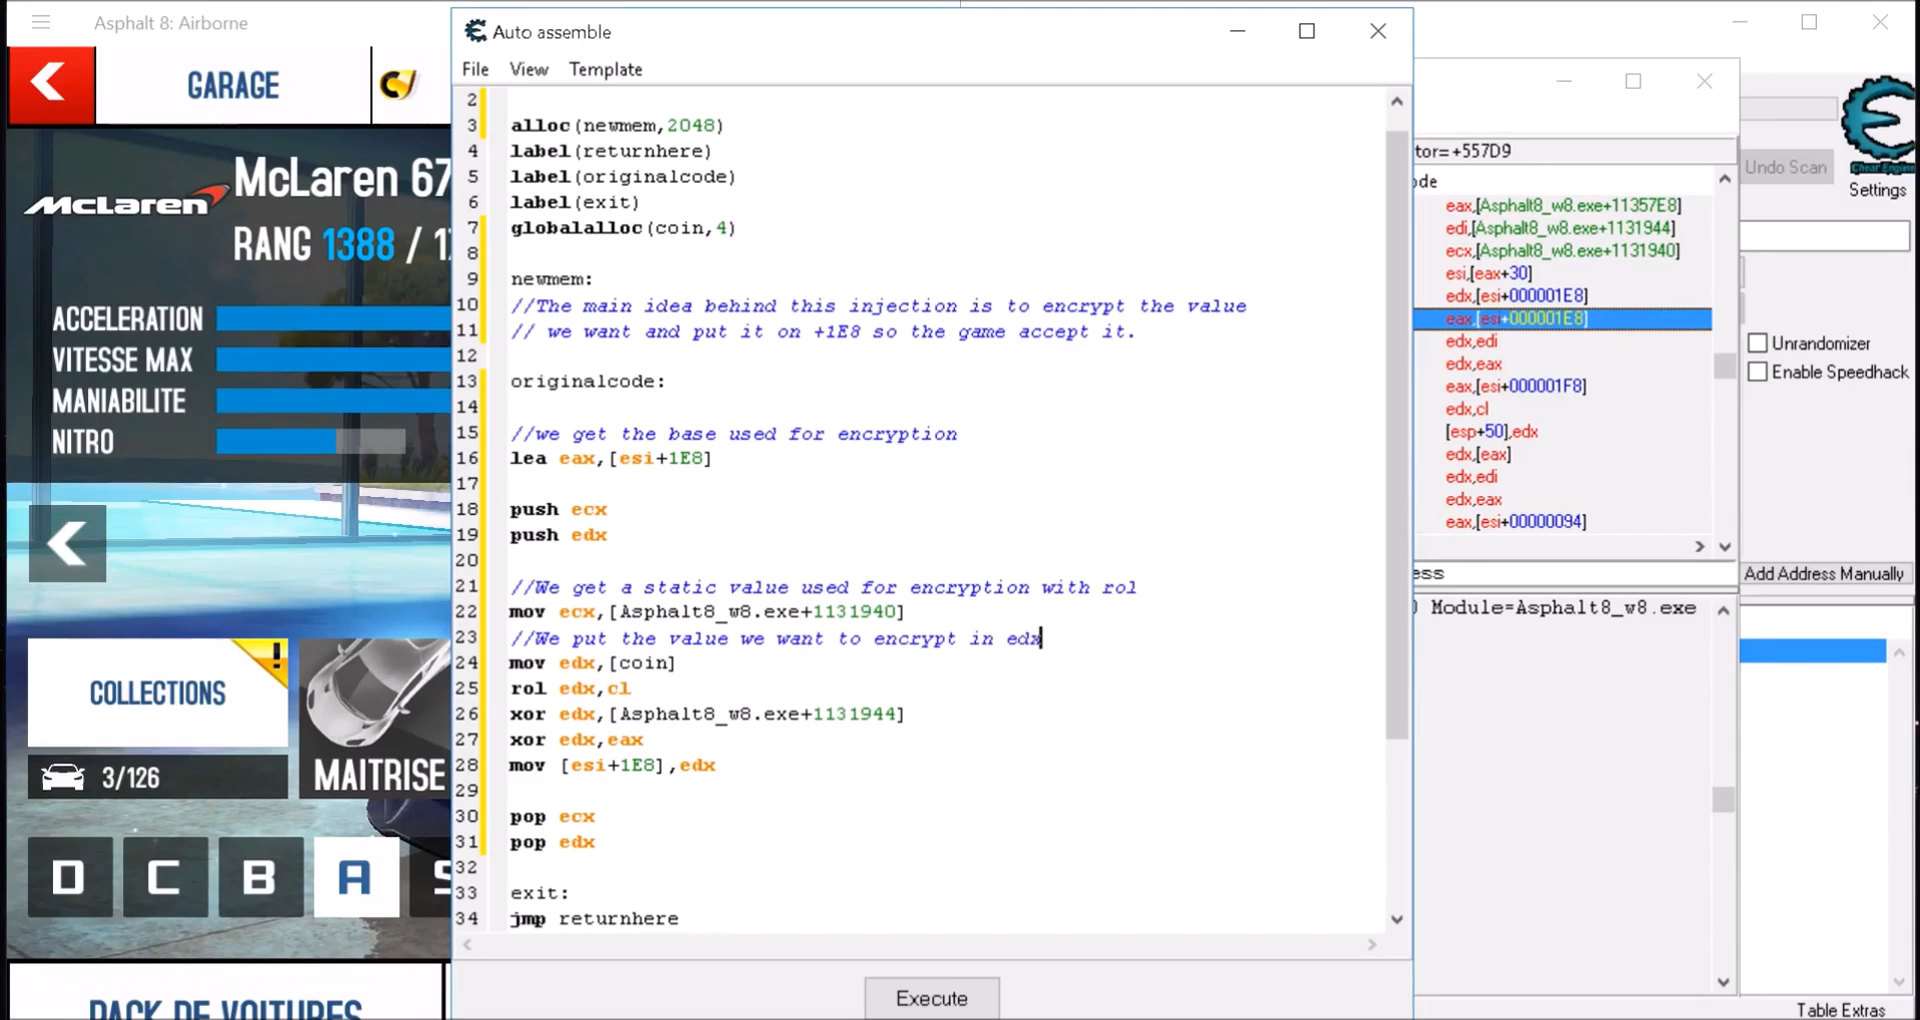 Asphalt 8: Airborne
GARAGE
McLaren
McLaren 67
RANG 1388 / 1
ACCELERATION
VITESSE MAX
MANIABILITE
NITRO
COLLECTIONS
!
3/126
MAITRISE
D C B A S
PACK DE VOITURES
Auto assemble
File View Template
2
3 alloc(newmem,2048)
4 label(returnhere)
5 label(originalcode)
6 label(exit)
7 globalalloc(coin,4)
8
9 newmem:
10 //The main idea behind this injection is to encrypt the value
11 // we want and put it on +1E8 so the game accept it.
12
13 originalcode:
14
15 //we get the base used for encryption
16 lea eax,[esi+1E8]
17
18 push ecx
19 push edx
20
21 //We get a static value used for encryption with rol
22 mov ecx,[Asphalt8_w8.exe+1131940]
23 //We put the value we want to encrypt in edx
24 mov edx,[coin]
25 rol edx,cl
26 xor edx,[Asphalt8_w8.exe+1131944]
27 xor edx,eax
28 mov [esi+1E8],edx
29
30 pop ecx
31 pop edx
32
33 exit:
34 jmp returnhere
Execute
tor=+557D9
ode
eax,[Asphalt8_w8.exe+11357E8]
edi,[Asphalt8_w8.exe+1131944]
ecx,[Asphalt8_w8.exe+1131940]
esi,[eax+30]
edx,[esi+000001E8]
eax,[esi+000001E8]
edx,edi
edx,eax
eax,[esi+000001F8]
edx,cl
[esp+50],edx
edx,[eax]
edx,edi
edx,eax
eax,[esi+00000094]
ess
Module=Asphalt8_w8.exe
Undo Scan
Cheat Engine
Settings
Unrandomizer
Enable Speedhack
Add Address Manually
Table Extras